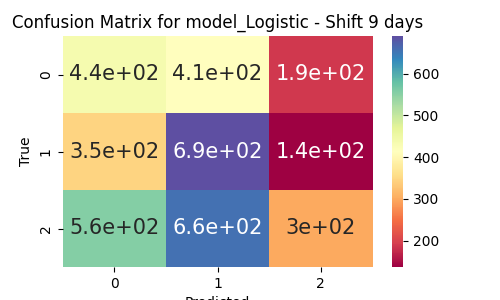 Confusion Matrix for model_Logistic - Shift 9 days
0 4.4e+02 4.1e+02 1.9e+02
1 3.5e+02 6.9e+02 1.4e+02
2 5.6e+02 6.6e+02 3e+02
0 1 2
True
Predicted
600
500
400
300
200